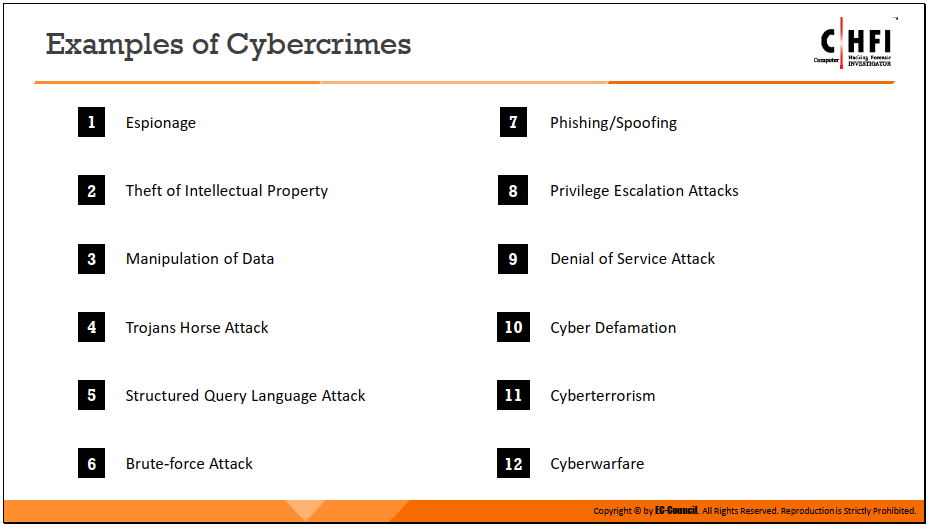 Examples of Cybercrimes
CHFI
Computer Hacking Forensic
INVESTIGATOR
1 Espionage
2 Theft of Intellectual Property
3 Manipulation of Data
4 Trojans Horse Attack
5 Structured Query Language Attack
6 Brute-force Attack
7 Phishing/Spoofing
8 Privilege Escalation Attacks
9 Denial of Service Attack
10 Cyber Defamation
11 Cyberterrorism
12 Cyberwarfare
Copyright © by EC-Council. All Rights Reserved. Reproduction is Strictly Prohibited.